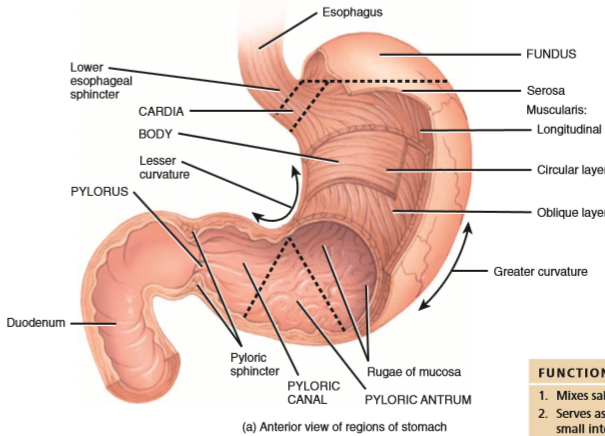 Esophagus
FUNDUS
Lower
esophageal
sphincter
Serosa
Muscularis:
Longitudinal
CARDIA
BODY
Lesser
curvature
Circular layer
PYLORUS
Oblique layer
Greater curvature
Duodenum
Pyloric
sphincter
Rugae of mucosa
PYLORIC
CANAL
PYLORIC ANTRUM
(a) Anterior view of regions of stomach
FUNCTION
1. Mixes sal
2. Serves as
small inte